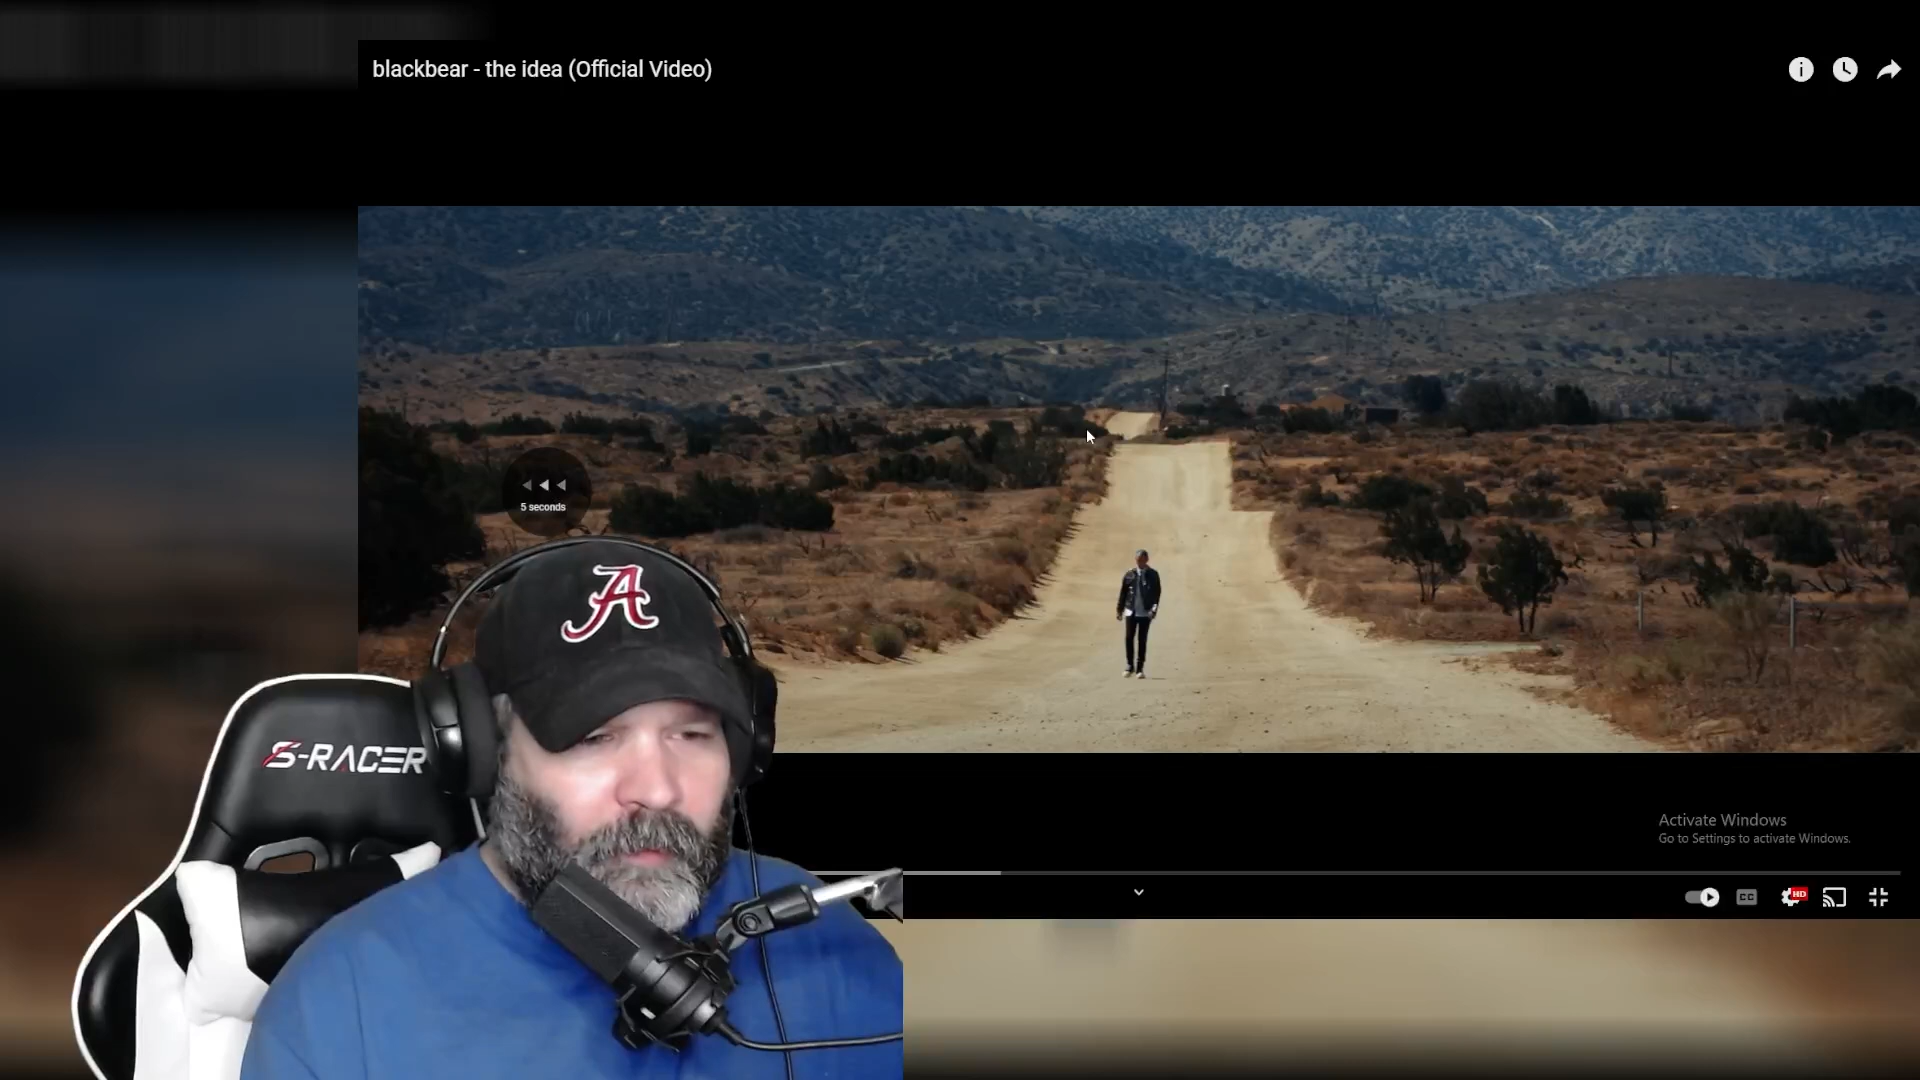 blackbear - the idea (Official Video)
5 seconds
A
S-RACER
Activate Windows
Go to Settings to activate Windows.
CC
HD